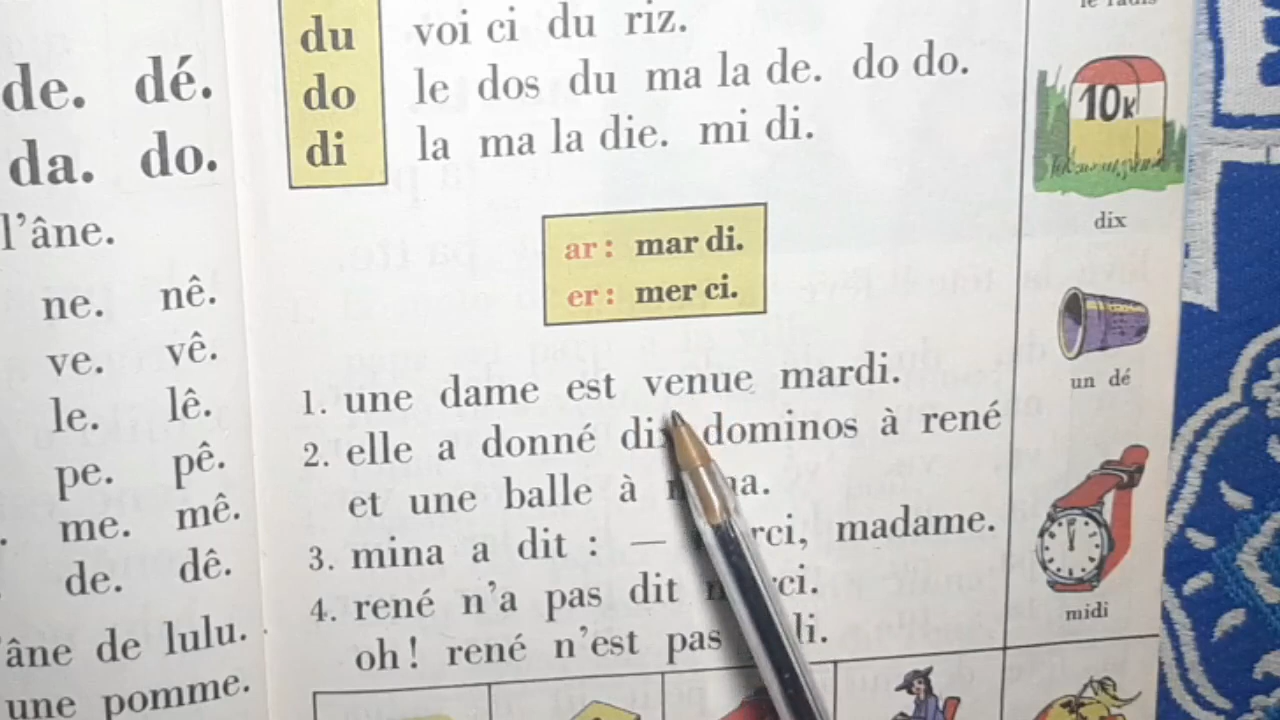 de. dé.
da. do.
l'âne.
ne. nê.
ve. vê.
le. lê.
pe. pê.
me. mê.
de. dê.
âne de lulu.
une pomme.
du voi ci du riz.
do le dos du ma la de. do do.
di la ma la die. mi di.
ar : mar di.
er : mer ci.
1. une dame est venue mardi.
2. elle a donné dominos à rené
et une balle à
3. mina a dit : — madame.
4. rené n'a pas dit
oh ! rené n'est pas
10k
dix
un dé
midi